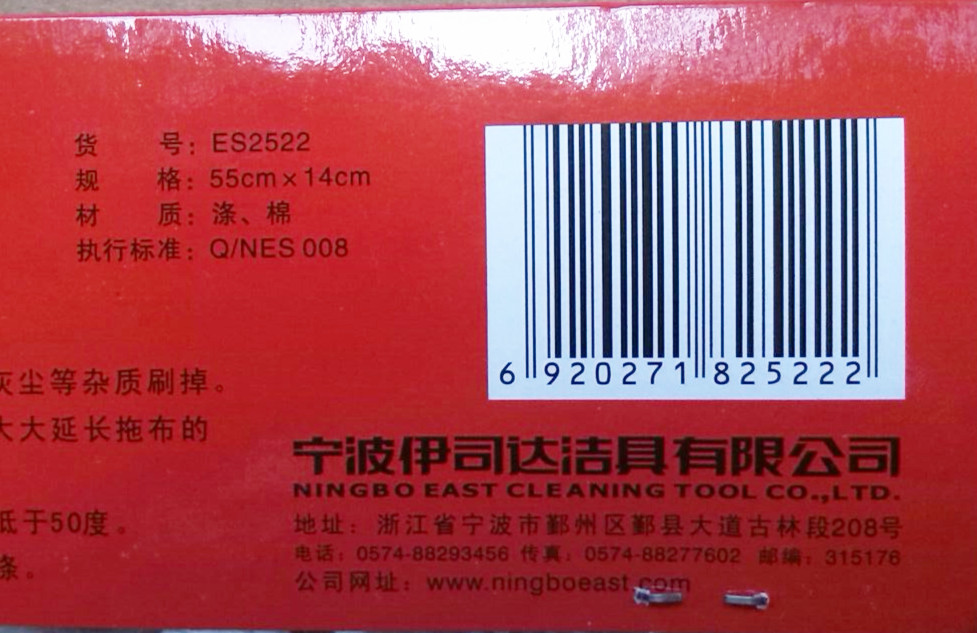 货 号：ES2522
规 格：55cm×14cm
材 质：涤、棉
执行标准：Q/NES 008
6 920271 825222
灰尘等杂质刷掉。
大大延长拖布的
低于50度。
条。
宁波伊司达洁具有限公司
NINGBO EAST CLEANING TOOL CO.,LTD.
地址：浙江省宁波市鄞州区鄞县大道古林段208号
电话：0574-88293456 传真：0574-88277602 邮编：315176
公司网址：www.ningboeast.com